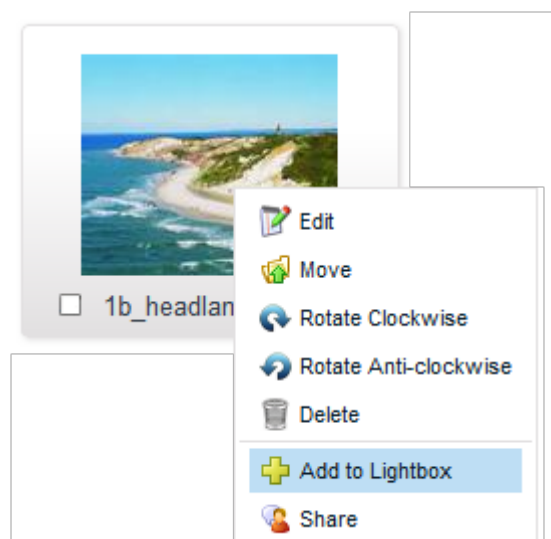 1b_headlan
Edit
Move
Rotate Clockwise
Rotate Anti-clockwise
Delete
Add to Lightbox
Share